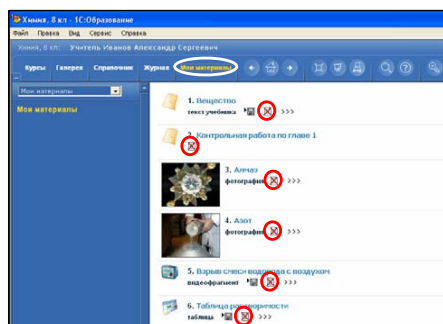 Химия, 8 кл - 1С:Образование
Файл Правка Вид Сервис Справка
Химия, 8 кл: Учитель Иванов Александр Сергеевич
Курсы Галерея Справочник Журнал Мои материалы
Мои материалы
Мои материалы
1. Вещество
текст учебника >>>
2. Контрольная работа по главе 1
3. Алмаз
фотография >>>
4. Азот
фотография >>>
5. Взрыв смеси водорода с воздухом
видеофрагмент >>>
6. Таблица растворимости
таблица >>>